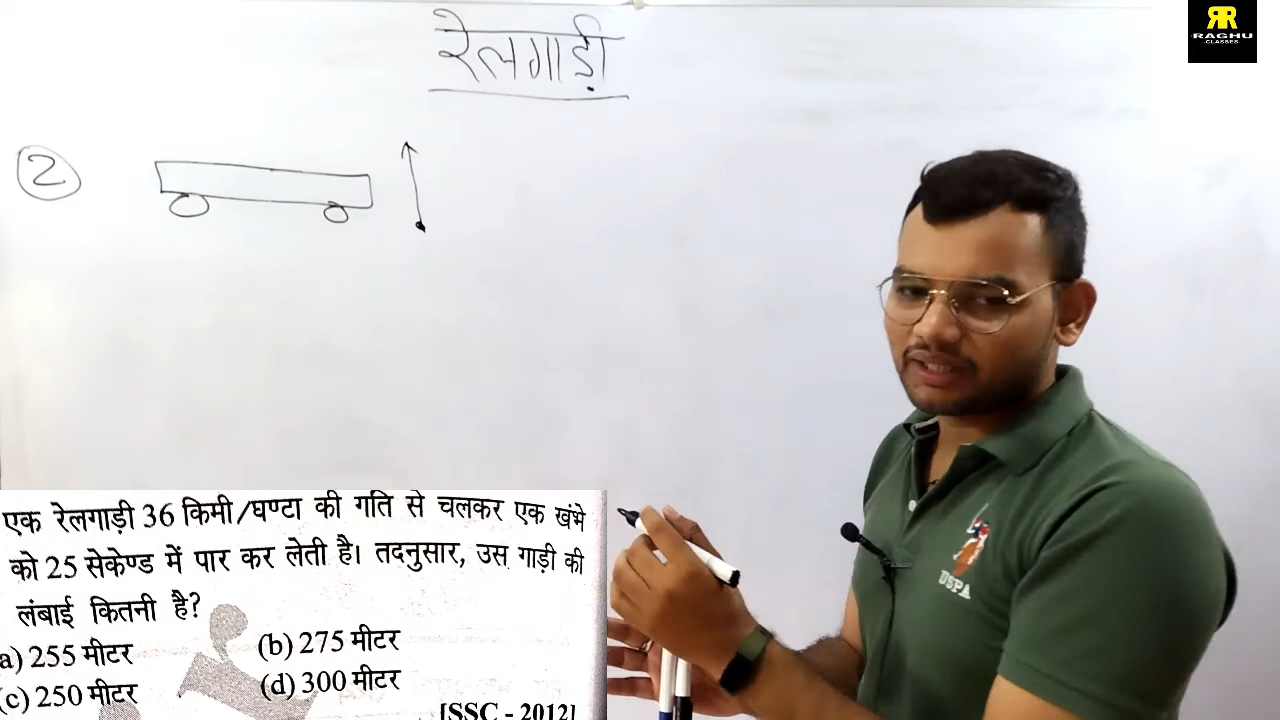 RR
RAGHU
-CLASSES-
रेलगाड़ी
2
एक रेलगाड़ी 36 किमी/घण्टा की गति से चलकर एक खंभे
को 25 सेकेण्ड में पार कर लेती है। तदनुसार, उस गाड़ी की
लंबाई कितनी है?
a) 255 मीटर (b) 275 मीटर
(c) 250 मीटर (d) 300 मीटर
[SSC - 2012]
USPA